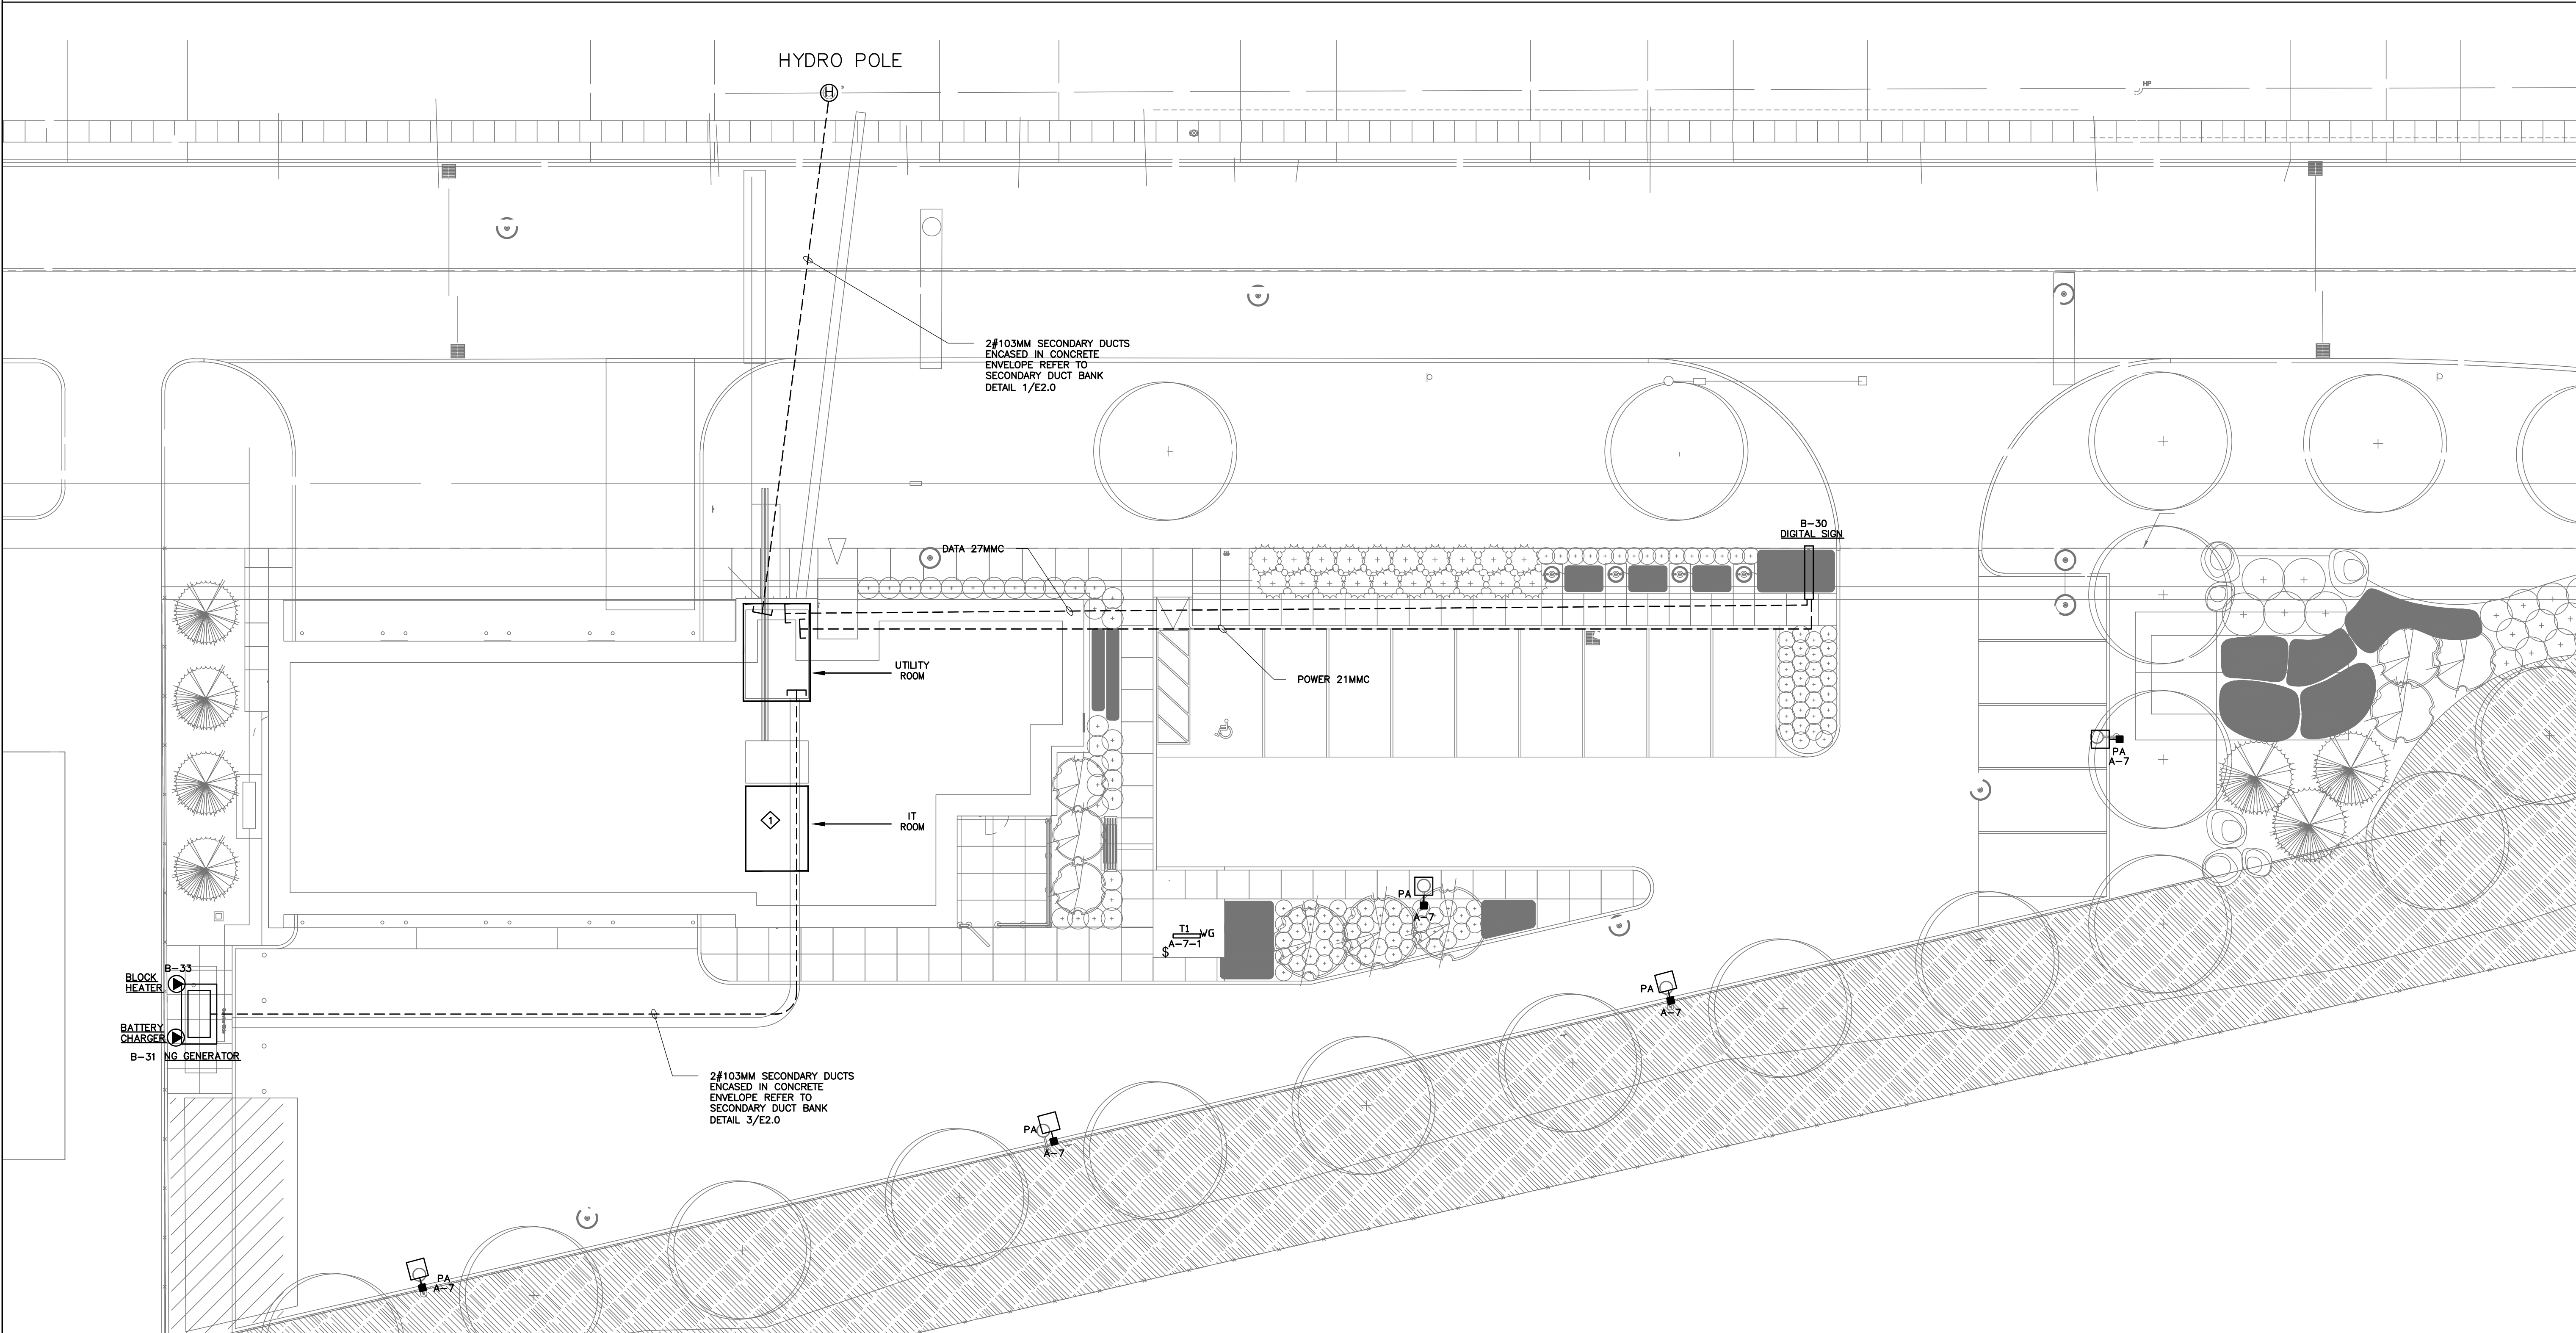 HYDRO POLE
H
HP
2#103MM SECONDARY DUCTS
ENCASED IN CONCRETE
ENVELOPE REFER TO
SECONDARY DUCT BANK
DETAIL 1/E2.0
B-30
DIGITAL SIGN
DATA 27MMC
UTILITY
ROOM
POWER 21MMC
PA
A-7
1
IT
ROOM
PA
A-7
T1
WG
A-7-1
$
B-33
BLOCK
HEATER
BATTERY
CHARGER
B-31 NG GENERATOR
PA
A-7
2#103MM SECONDARY DUCTS
ENCASED IN CONCRETE
ENVELOPE REFER TO
SECONDARY DUCT BANK
DETAIL 3/E2.0
PA
A-7
PA
A-7